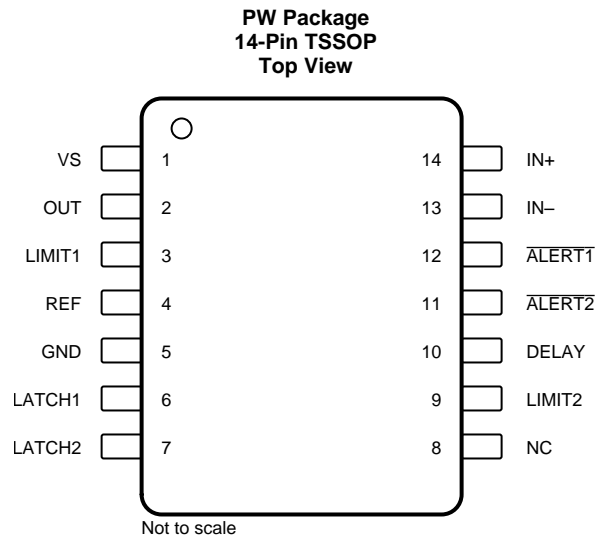 PW Package
14-Pin TSSOP
Top View
VS 1 14 IN+
OUT 2 13 IN–
LIMIT1 3 12 ALERT1
REF 4 11 ALERT2
GND 5 10 DELAY
LATCH1 6 9 LIMIT2
LATCH2 7 8 NC
Not to scale